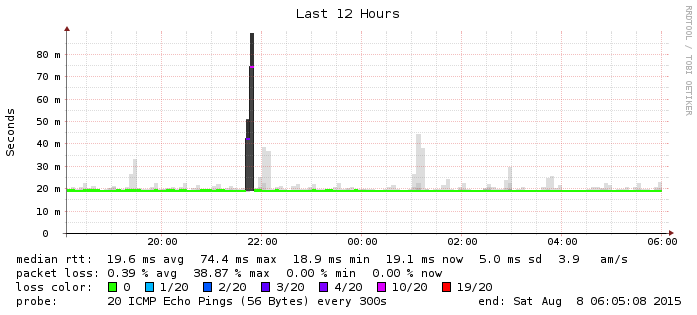 Last 12 Hours
RRDTOOL / TOBI OETIKER
Seconds
80 m
70 m
60 m
50 m
40 m
30 m
20 m
10 m
0
20:00 22:00 00:00 02:00 04:00 06:00
median rtt: 19.6 ms avg 74.4 ms max 18.9 ms min 19.1 ms now 5.0 ms sd 3.9 am/s
packet loss: 0.39 % avg 38.87 % max 0.00 % min 0.00 % now
loss color: 0 1/20 2/20 3/20 4/20 10/20 19/20
probe: 20 ICMP Echo Pings (56 Bytes) every 300s end: Sat Aug 8 06:05:08 2015